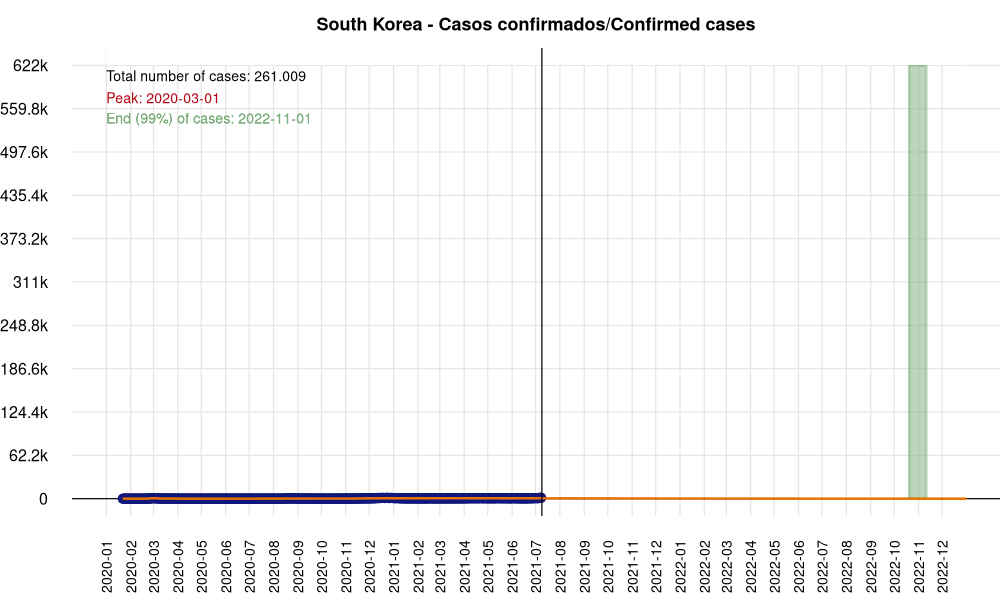 South Korea - Casos confirmados/Confirmed cases
Total number of cases: 261.009
Peak: 2020-03-01
End (99%) of cases: 2022-11-01
622k
559.8k
497.6k
435.4k
373.2k
311k
248.8k
186.6k
124.4k
62.2k
0
2020-01
2020-02
2020-03
2020-04
2020-05
2020-06
2020-07
2020-08
2020-09
2020-10
2020-11
2020-12
2021-01
2021-02
2021-03
2021-04
2021-05
2021-06
2021-07
2021-08
2021-09
2021-10
2021-11
2021-12
2022-01
2022-02
2022-03
2022-04
2022-05
2022-06
2022-07
2022-08
2022-09
2022-10
2022-11
2022-12